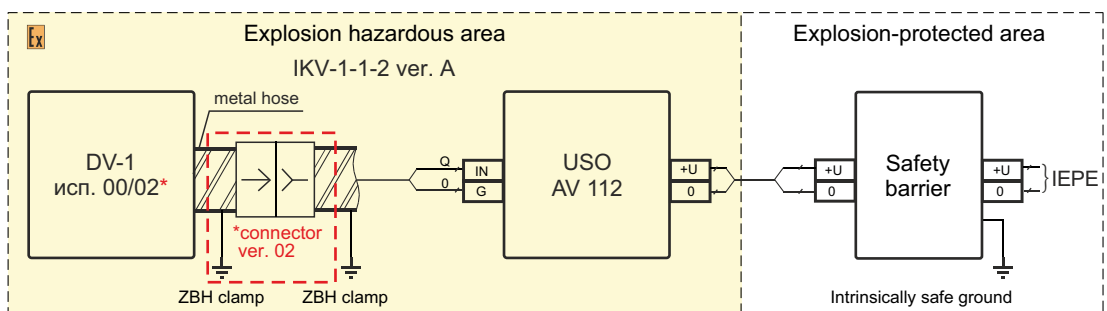 Ex
Explosion hazardous area
Explosion-protected area
IKV-1-1-2 ver. A
metal hose
DV-1
исп. 00/02*
Q
0
IN
G
USO
AV 112
+U
0
+U
0
Safety
barrier
+U
0
IEPE
*connector
ver. 02
ZBH clamp
ZBH clamp
Intrinsically safe ground